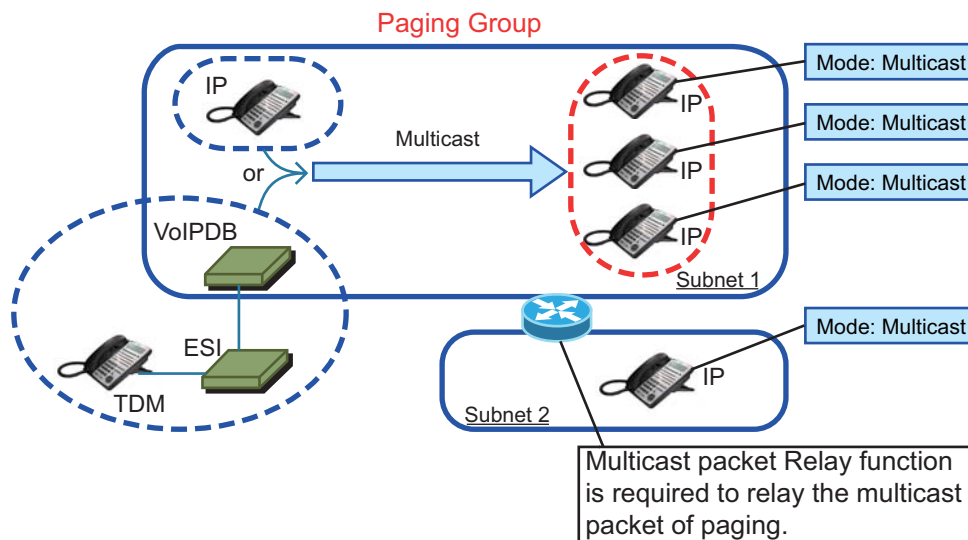 Paging Group
IP
Mode: Multicast
IP
Multicast
Mode: Multicast
or
IP
Mode: Multicast
VoIPDB
IP
Subnet 1
Mode: Multicast
ESI
IP
TDM
Subnet 2
Multicast packet Relay function
is required to relay the multicast
packet of paging.